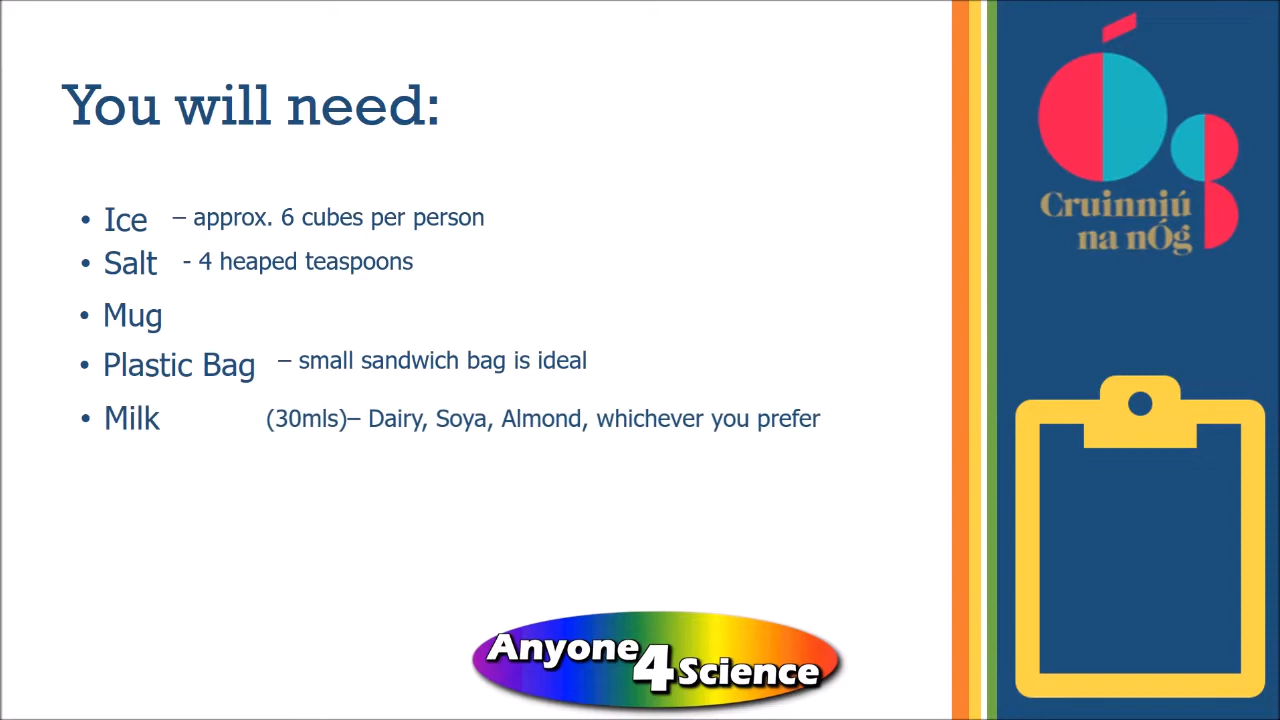 You will need:
• Ice – approx. 6 cubes per person
• Salt - 4 heaped teaspoons
• Mug
• Plastic Bag – small sandwich bag is ideal
• Milk (30mls)– Dairy, Soya, Almond, whichever you prefer
Cruinniú
na nÓg
Anyone
4 Science